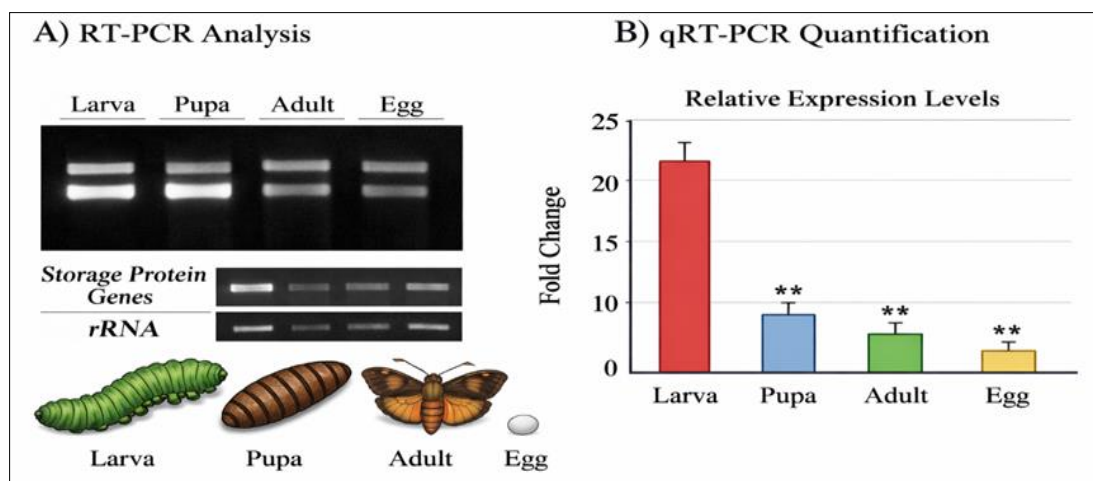 A) RT-PCR Analysis
Larva Pupa Adult Egg
Storage Protein
Genes
rRNA
Larva Pupa Adult Egg
B) qRT-PCR Quantification
Relative Expression Levels
Fold Change
25
20
15
10
0
**
**
**
Larva Pupa Adult Egg